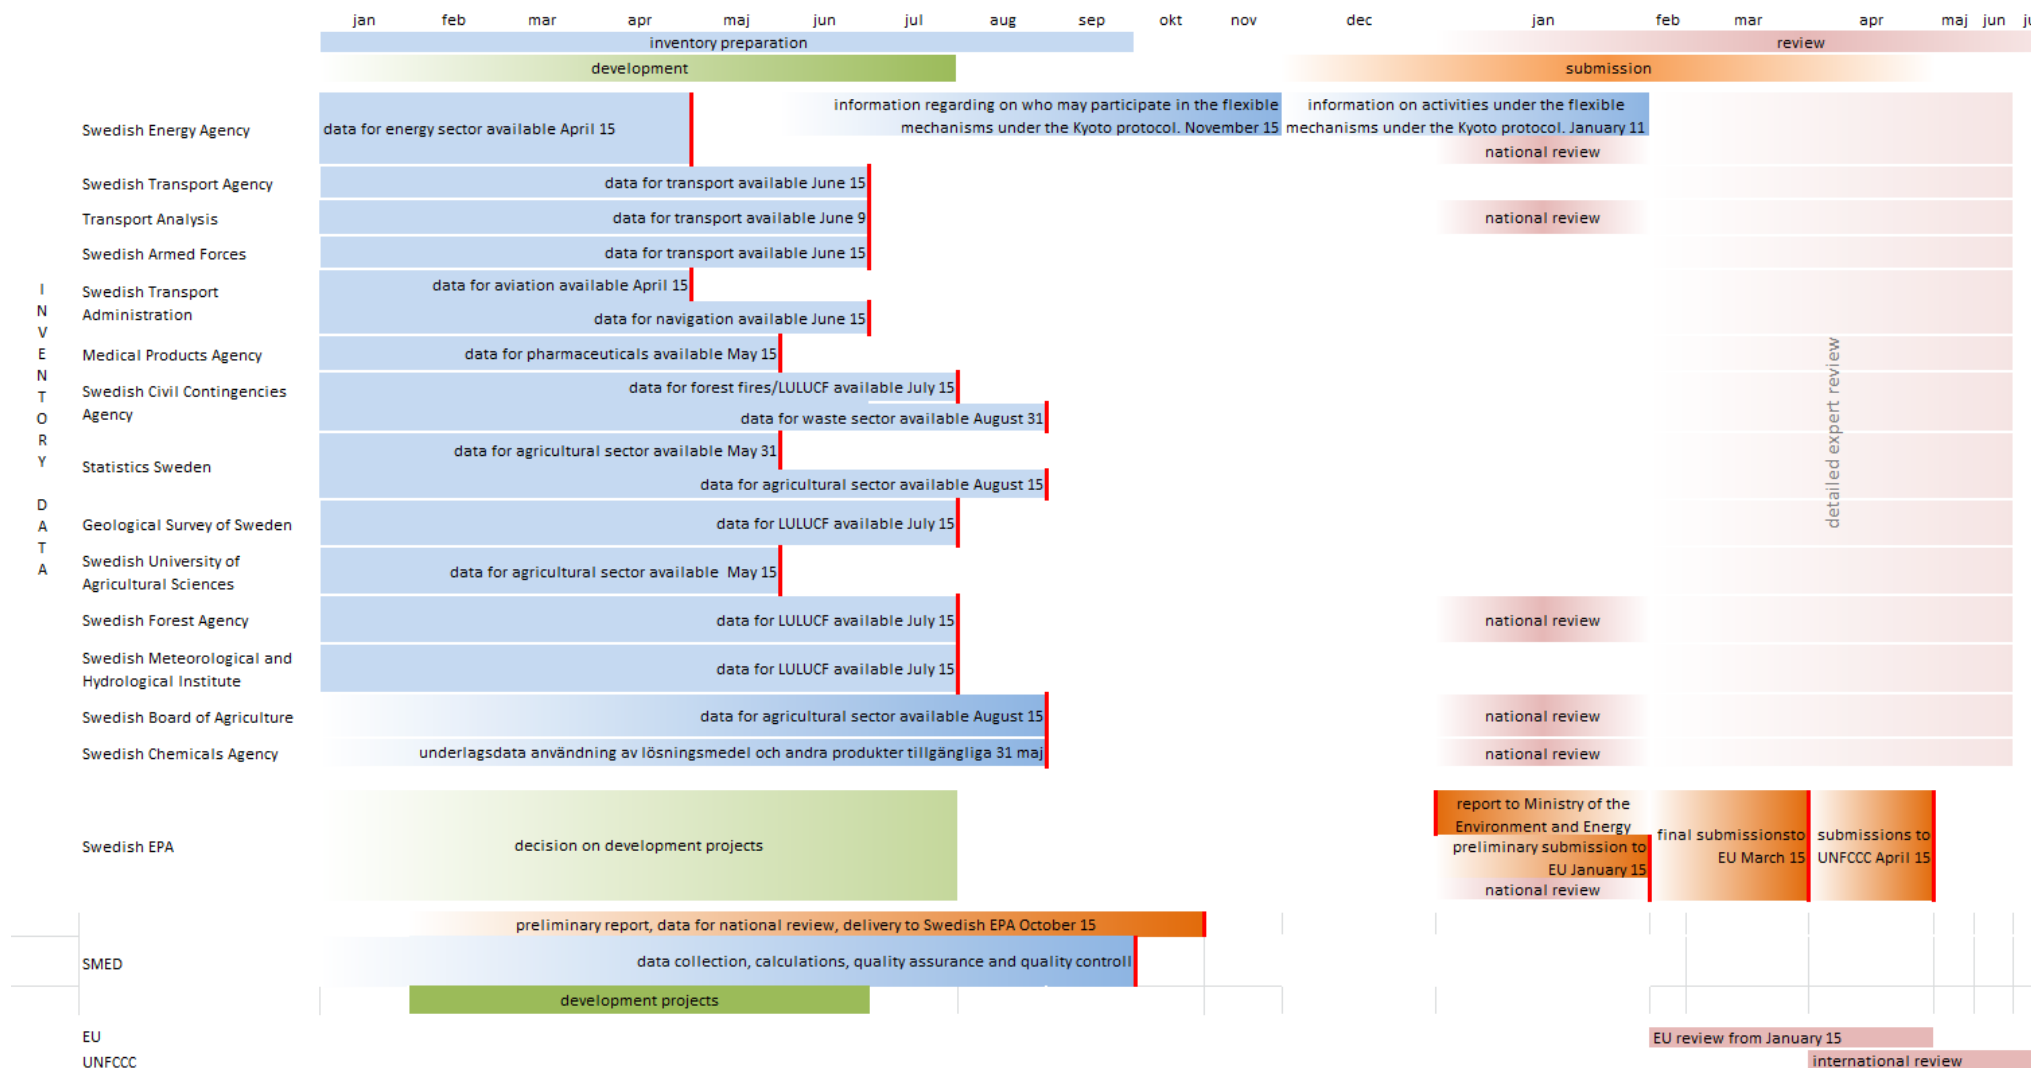 jan feb mar apr maj jun jul aug sep okt nov dec jan feb mar apr maj jun
inventory preparation
review
development
submission
INVENTORY DATA
Swedish Energy Agency
data for energy sector available April 15
information regarding on who may participate in the flexible
mechanisms under the Kyoto protocol. November 15
information on activities under the flexible
mechanisms under the Kyoto protocol. January 11
national review
Swedish Transport Agency
data for transport available June 15
Transport Analysis
data for transport available June 9
national review
Swedish Armed Forces
data for transport available June 15
Swedish Transport
Administration
data for aviation available April 15
data for navigation available June 15
Medical Products Agency
data for pharmaceuticals available May 15
Swedish Civil Contingencies
Agency
data for forest fires/LULUCF available July 15
data for waste sector available August 31
Statistics Sweden
data for agricultural sector available May 31
data for agricultural sector available August 15
detailed expert review
Geological Survey of Sweden
data for LULUCF available July 15
Swedish University of
Agricultural Sciences
data for agricultural sector available May 15
Swedish Forest Agency
data for LULUCF available July 15
national review
Swedish Meteorological and
Hydrological Institute
data for LULUCF available July 15
Swedish Board of Agriculture
data for agricultural sector available August 15
national review
Swedish Chemicals Agency
underlagsdata användning av lösningsmedel och andra produkter tillgängliga 31 maj
national review
Swedish EPA
decision on development projects
report to Ministry of the
Environment and Energy
preliminary submission to
EU January 15
national review
final submissionsto
EU March 15
submissions to
UNFCCC April 15
SMED
preliminary report, data for national review, delivery to Swedish EPA October 15
data collection, calculations, quality assurance and quality controll
development projects
EU
EU review from January 15
UNFCCC
international review